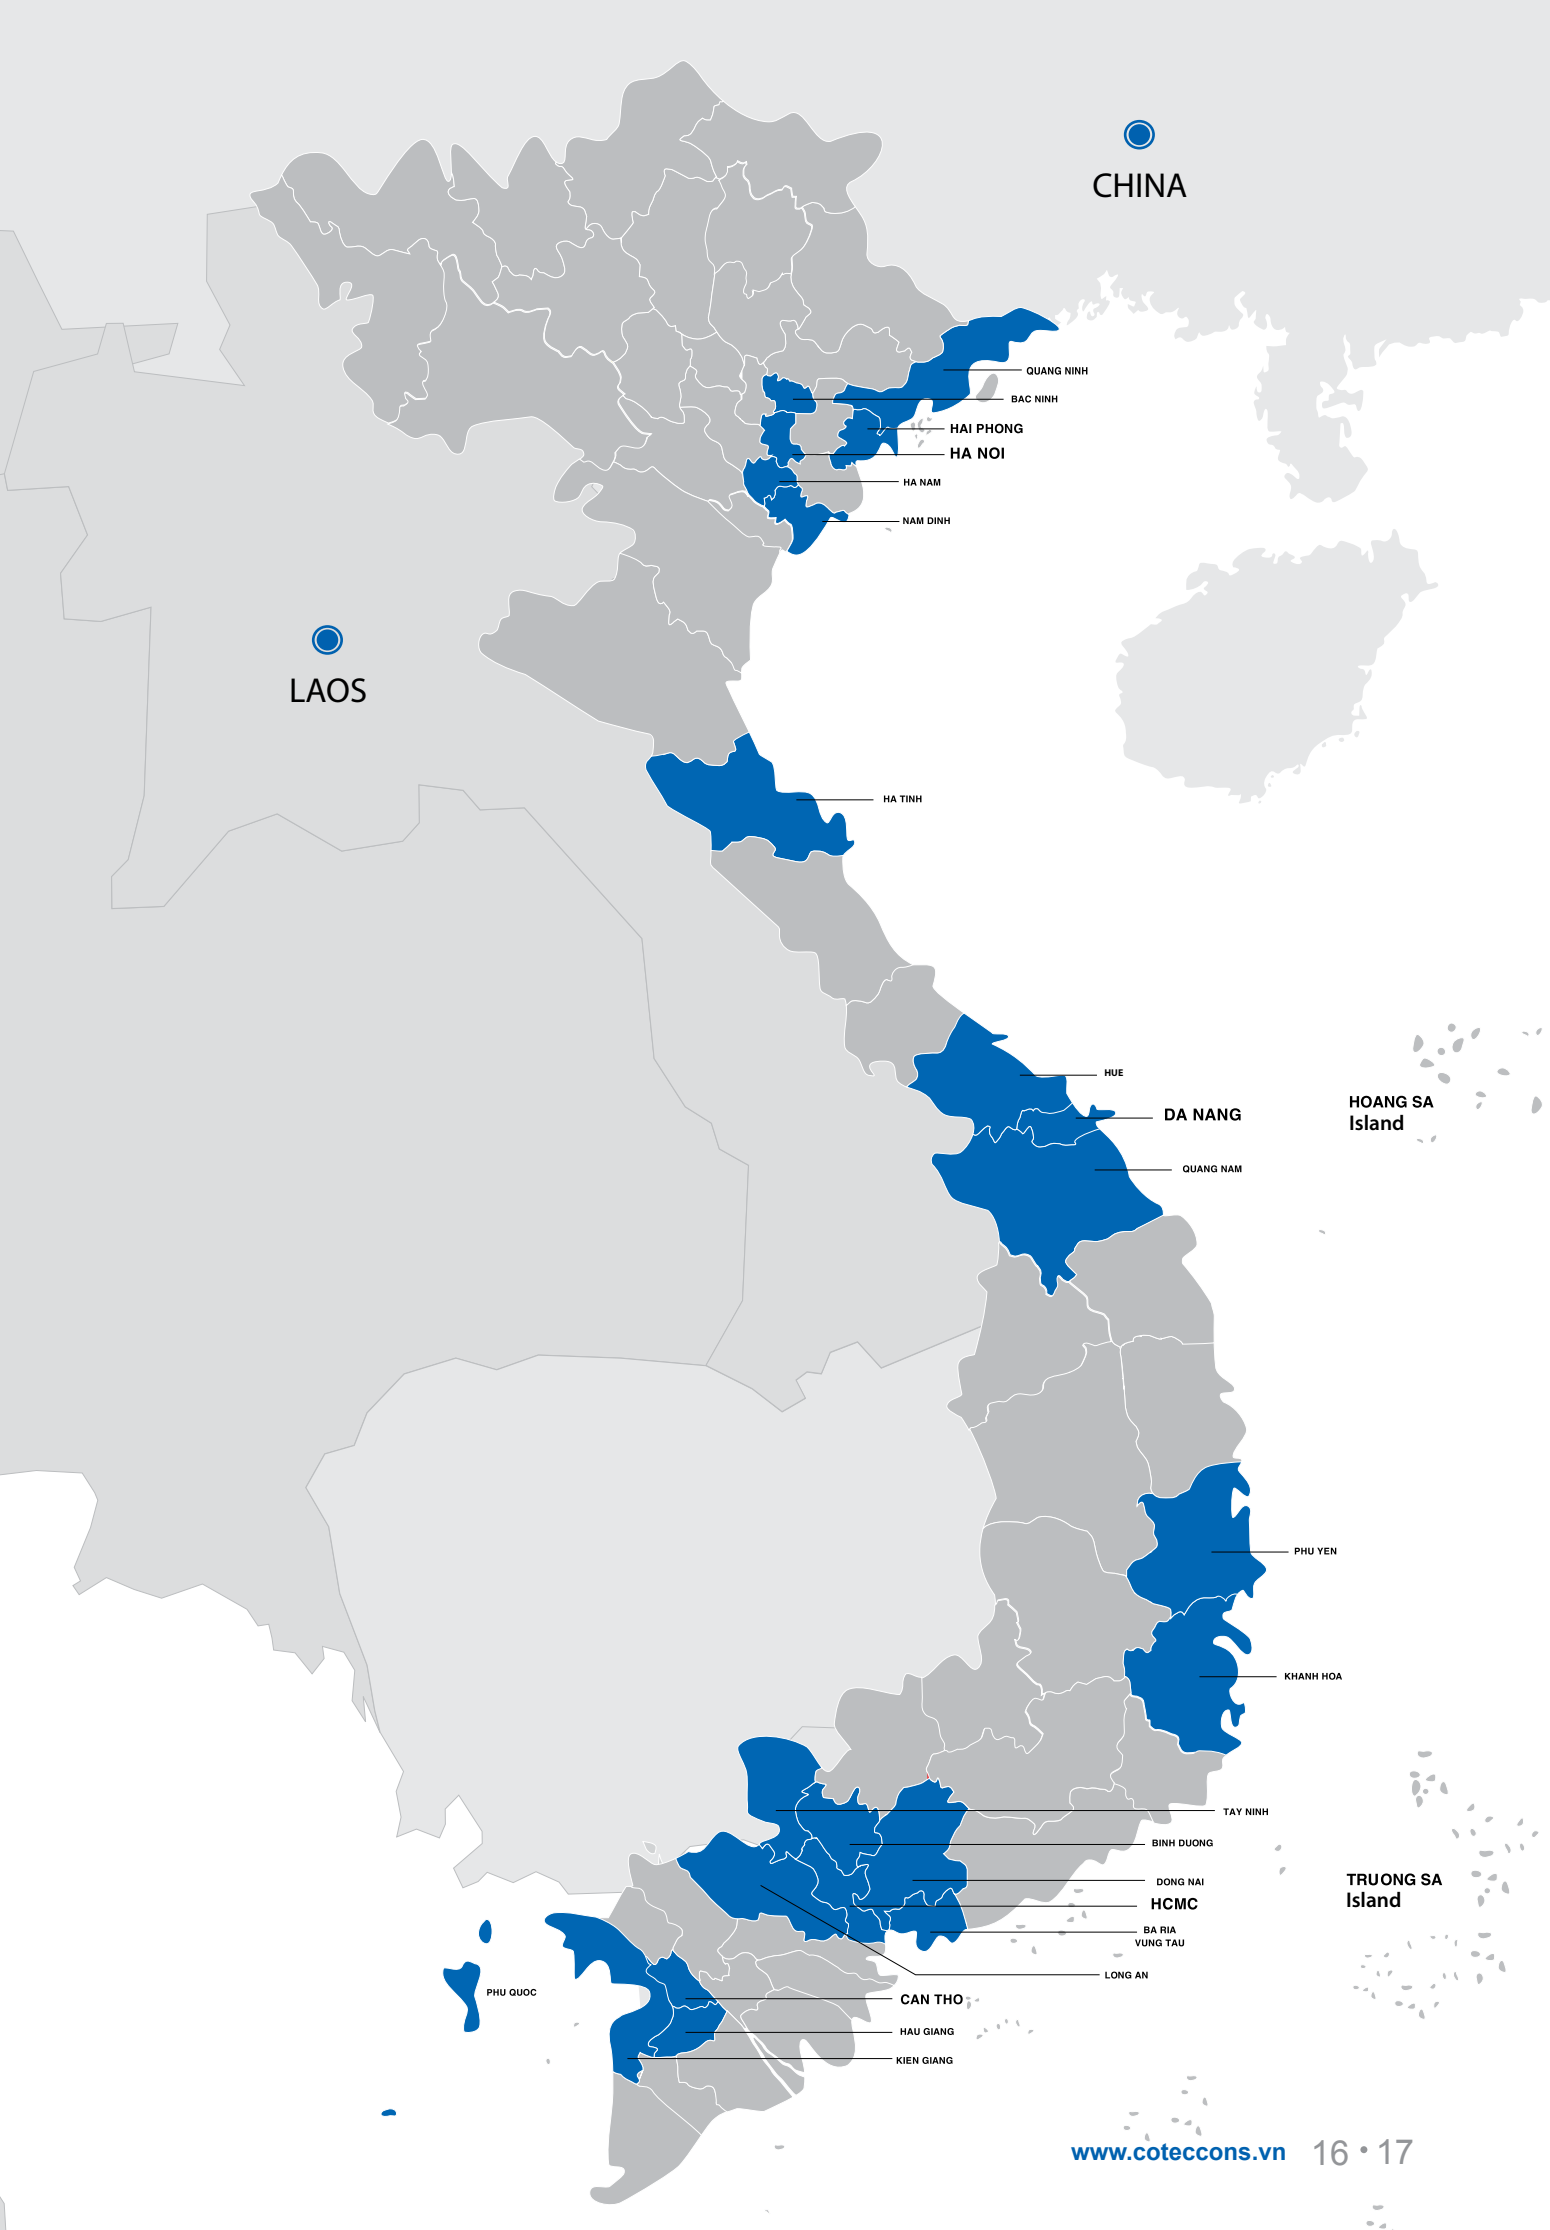 CHINA
QUANG NINH
BAC NINH
HAI PHONG
HA NOI
HA NAM
NAM DINH
LAOS
HA TINH
HUE
HOANG SA
Island
DA NANG
QUANG NAM
PHU YEN
KHANH HOA
TAY NINH
BINH DUONG
DONG NAI
TRUONG SA
Island
HCMC
BA RIA
VUNG TAU
LONG AN
PHU QUOC
CAN THO
HAU GIANG
KIEN GIANG
www.coteccons.vn 16 • 17